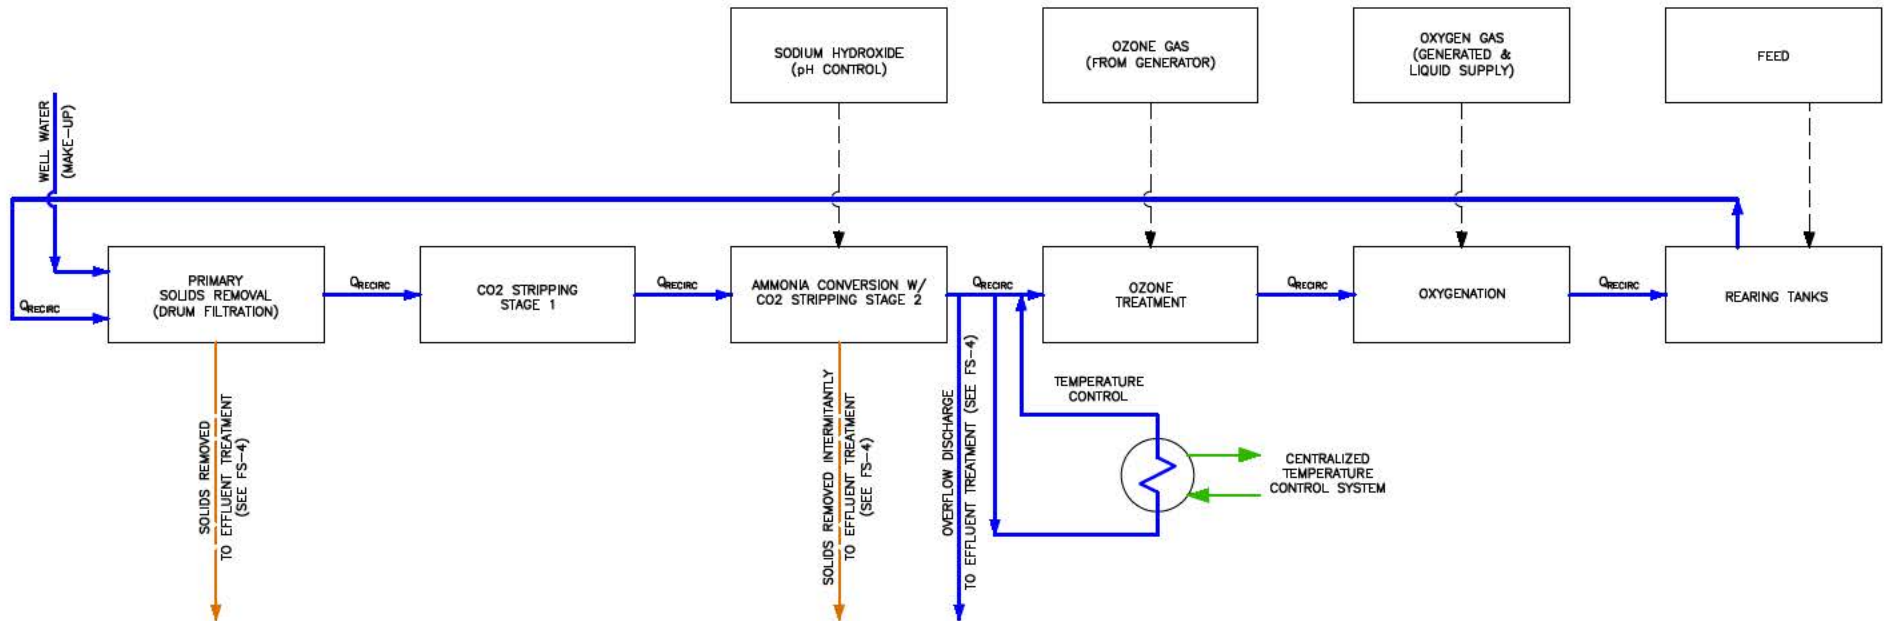 SODIUM HYDROXIDE
(pH CONTROL)
OZONE GAS
(FROM GENERATOR)
OXYGEN GAS
(GENERATED &
LIQUID SUPPLY)
FEED
WELL WATER
(MAKE-UP)
QRECIRC
PRIMARY
SOLIDS REMOVAL
(DRUM FILTRATION)
QRECIRC
CO2 STRIPPING
STAGE 1
QRECIRC
AMMONIA CONVERSION W/
CO2 STRIPPING STAGE 2
QRECIRC
OZONE
TREATMENT
QRECIRC
OXYGENATION
QRECIRC
REARING TANKS
SOLIDS REMOVED
TO EFFLUENT TREATMENT
(SEE FS-4)
SOLIDS REMOVED INTERMITANTLY
TO EFFLUENT TREATMENT
(SEE FS-4)
OVERFLOW DISCHARGE
TO EFFLUENT TREATMENT (SEE FS-4)
TEMPERATURE
CONTROL
CENTRALIZED
TEMPERATURE
CONTROL SYSTEM